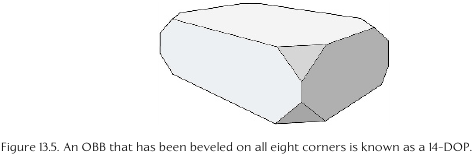 Figure 13.5. An OBB that has been beveled on all eight corners is known as a 14-DOP.